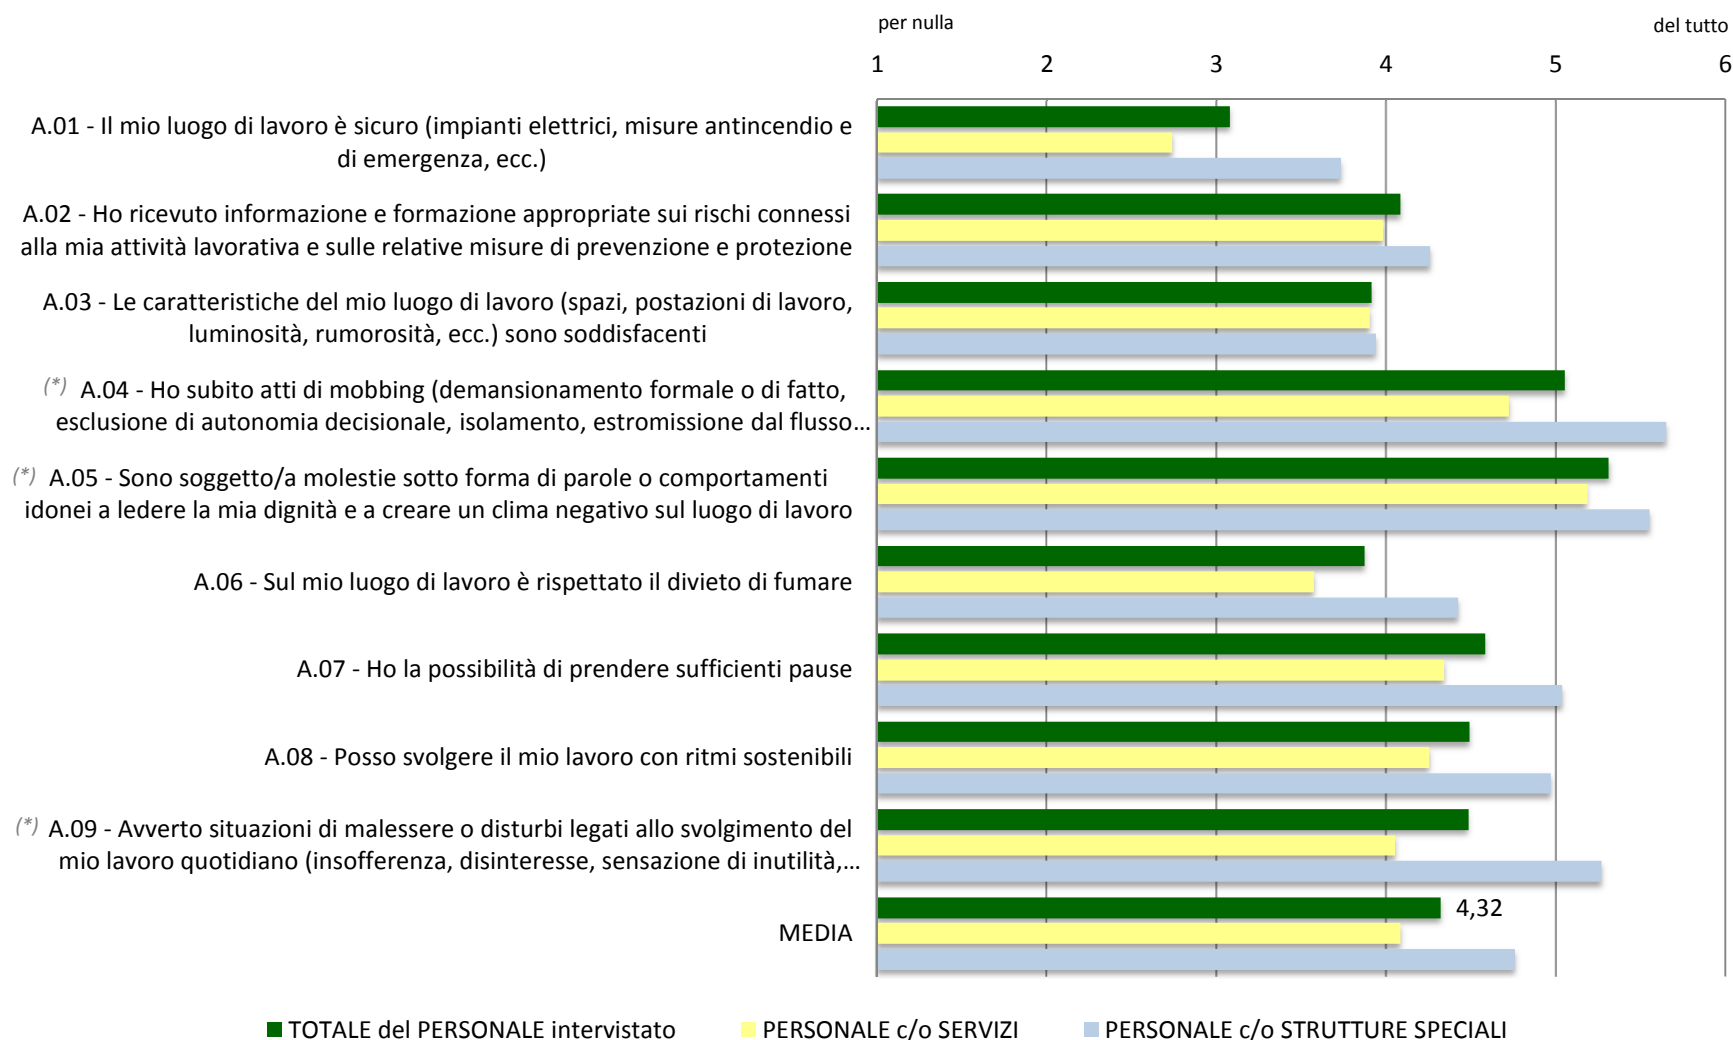 per nulla
del tutto
1 2 3 4 5 6
A.01 - Il mio luogo di lavoro è sicuro (impianti elettrici, misure antincendio e
di emergenza, ecc.)
A.02 - Ho ricevuto informazione e formazione appropriate sui rischi connessi
alla mia attività lavorativa e sulle relative misure di prevenzione e protezione
A.03 - Le caratteristiche del mio luogo di lavoro (spazi, postazioni di lavoro,
luminosità, rumorosità, ecc.) sono soddisfacenti
(*) A.04 - Ho subito atti di mobbing (demansionamento formale o di fatto,
esclusione di autonomia decisionale, isolamento, estromissione dal flusso…
(*) A.05 - Sono soggetto/a molestie sotto forma di parole o comportamenti
idonei a ledere la mia dignità e a creare un clima negativo sul luogo di lavoro
A.06 - Sul mio luogo di lavoro è rispettato il divieto di fumare
A.07 - Ho la possibilità di prendere sufficienti pause
A.08 - Posso svolgere il mio lavoro con ritmi sostenibili
(*) A.09 - Avverto situazioni di malessere o disturbi legati allo svolgimento del
mio lavoro quotidiano (insofferenza, disinteresse, sensazione di inutilità,…
4,32
MEDIA
TOTALE del PERSONALE intervistato
PERSONALE c/o SERVIZI
PERSONALE c/o STRUTTURE SPECIALI